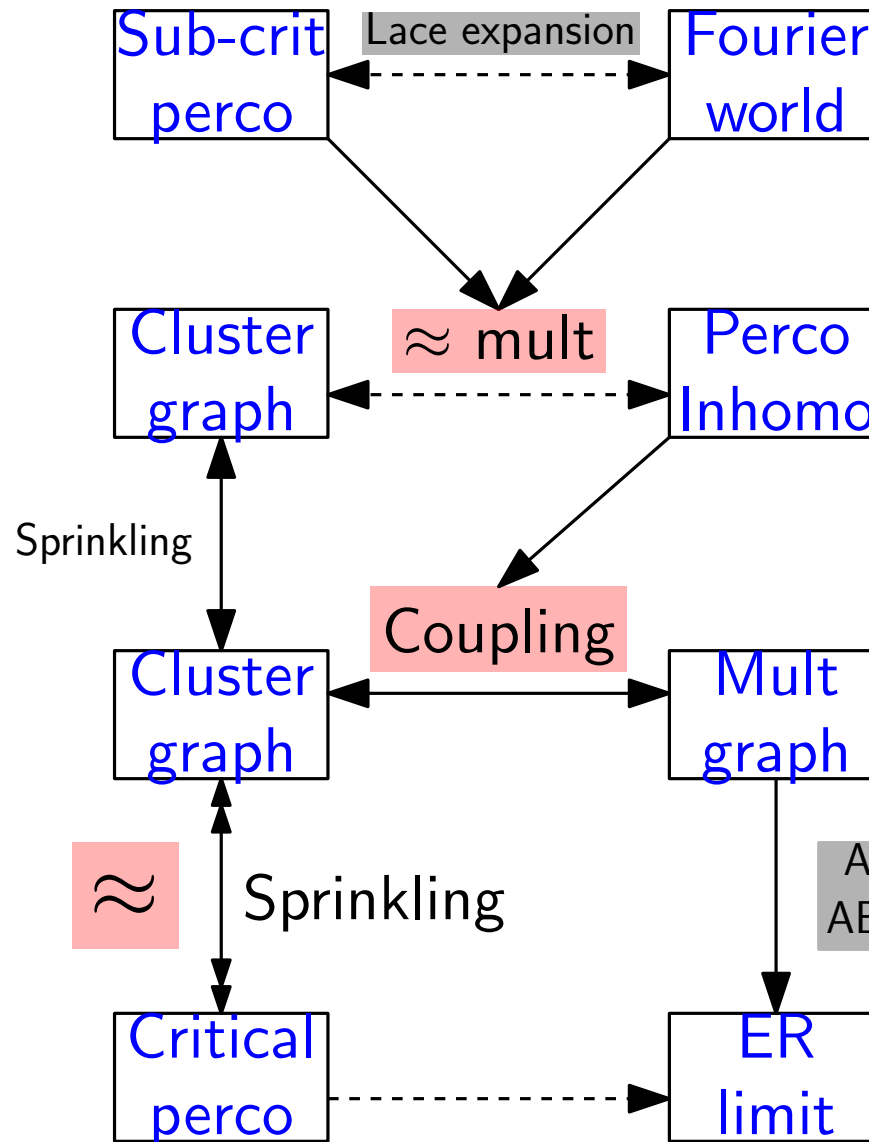 Sub-crit
perco
Lace expansion
Fourier
world
≈ mult
Cluster
graph
Perco
Inhomo
Sprinkling
Coupling
Cluster
graph
Mult
graph
≈
Sprinkling
A
AB
Critical
perco
ER
limit